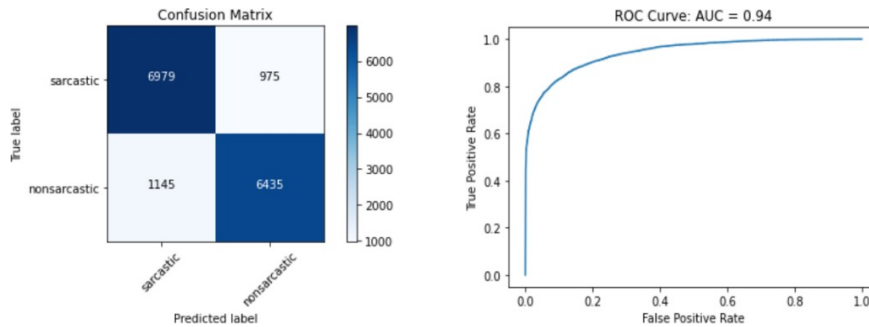 Confusion Matrix
sarcastic
nonsarcastic
True label
6979
975
1145
6435
6000
5000
4000
3000
2000
1000
sarcastic
nonsarcastic
Predicted label
ROC Curve: AUC = 0.94
True Positive Rate
1.0
0.8
0.6
0.4
0.2
0.0
0.0
0.2
0.4
0.6
0.8
1.0
False Positive Rate